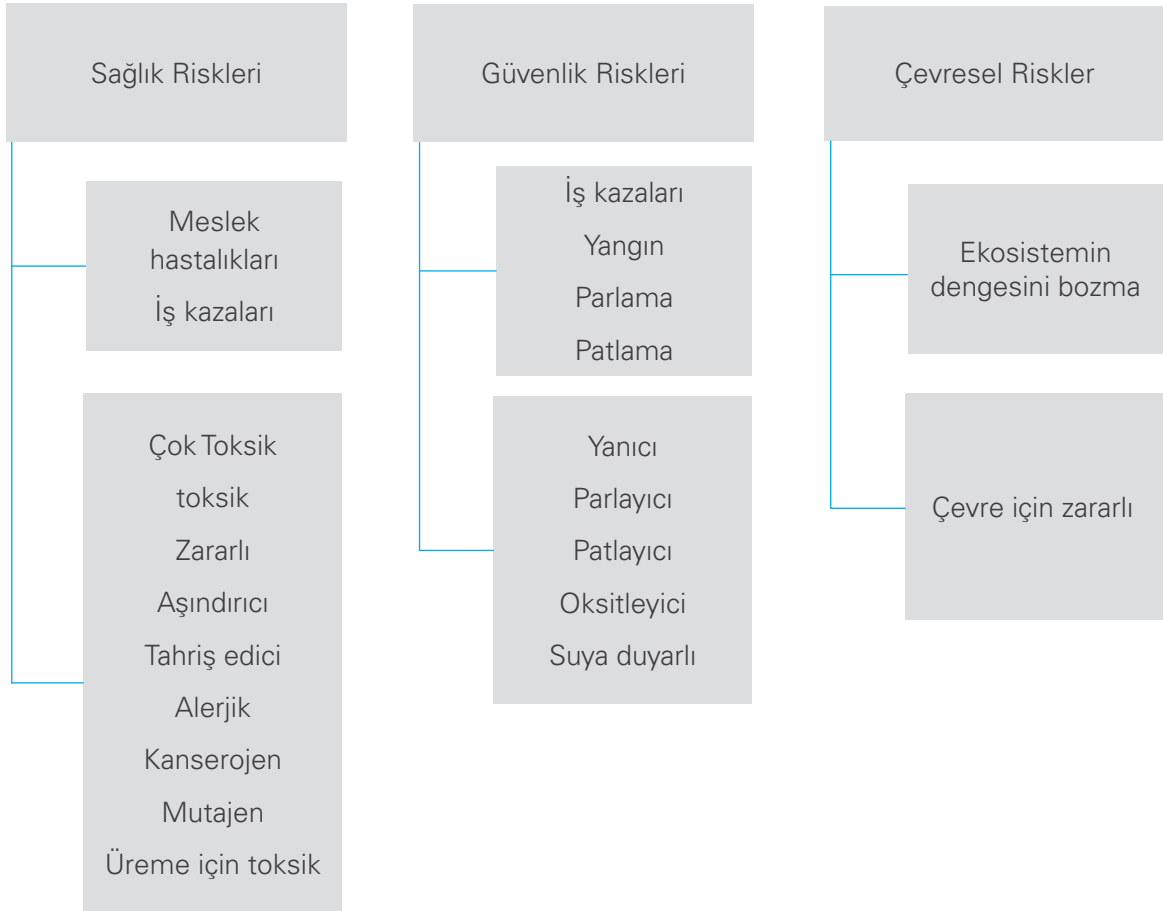 Sağlık Riskleri
Meslek
hastalıkları
İş kazaları
Çok Toksik
toksik
Zararlı
Aşındırıcı
Tahriş edici
Alerjik
Kanserojen
Mutajen
Üreme için toksik
Güvenlik Riskleri
İş kazaları
Yangın
Parlama
Patlama
Yanıcı
Parlayıcı
Patlayıcı
Oksitleyici
Suya duyarlı
Çevresel Riskler
Ekosistemin
dengesini bozma
Çevre için zararlı